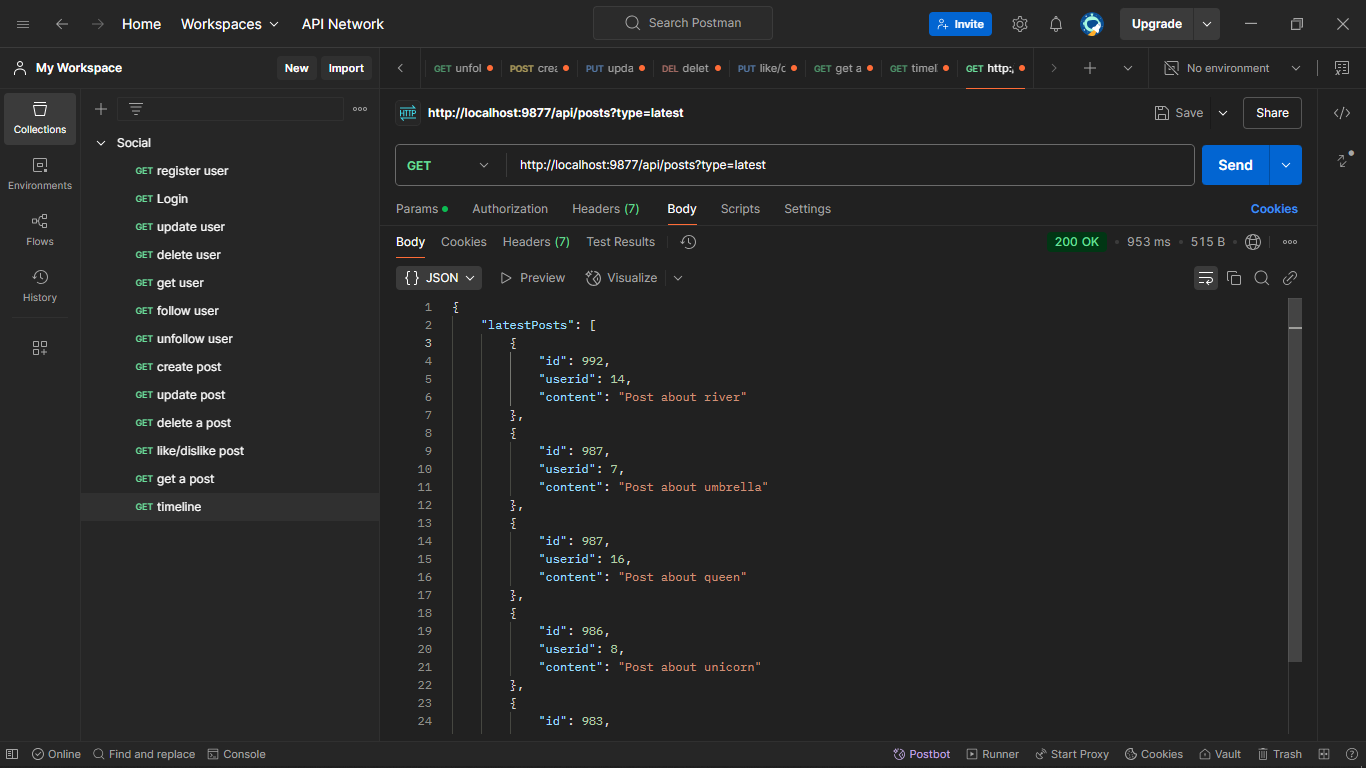 Home Workspaces API Network Search Postman Invite Upgrade
My Workspace New Import GET unfol POST crea PUT upda DEL delet PUT like/c GET get a GET timel GET http:, No environment
Collections
Environments
Flows
History
Social
GET register user
GET Login
GET update user
GET delete user
GET get user
GET follow user
GET unfollow user
GET create post
GET update post
GET delete a post
GET like/dislike post
GET get a post
GET timeline
HTTP http://localhost:9877/api/posts?type=latest Save Share
GET http://localhost:9877/api/posts?type=latest Send
Params Authorization Headers (7) Body Scripts Settings Cookies
Body Cookies Headers (7) Test Results 200 OK • 953 ms • 515 B
{} JSON Preview Visualize
1 {
2 "latestPosts": [
3 {
4 "id": 992,
5 "userid": 14,
6 "content": "Post about river"
7 },
8 {
9 "id": 987,
10 "userid": 7,
11 "content": "Post about umbrella"
12 },
13 {
14 "id": 987,
15 "userid": 16,
16 "content": "Post about queen"
17 },
18 {
19 "id": 986,
20 "userid": 8,
21 "content": "Post about unicorn"
22 },
23 {
24 "id": 983,
Online Find and replace Console Postbot Runner Start Proxy Cookies Vault Trash